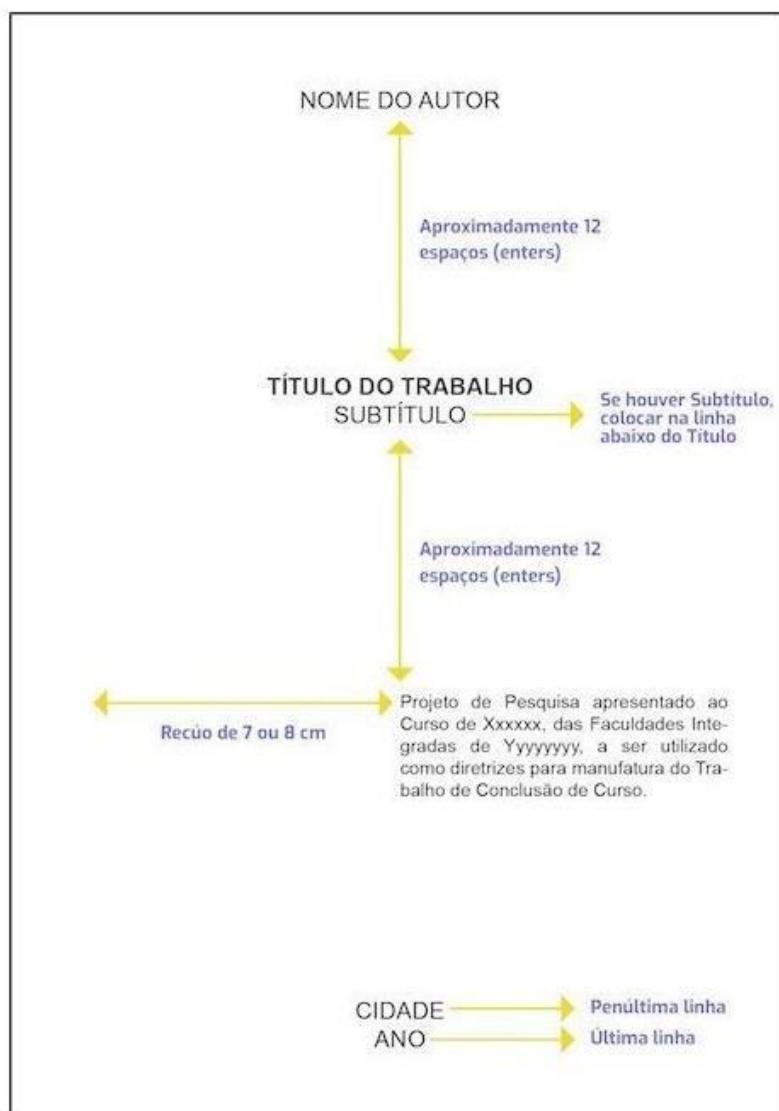 NOME DO AUTOR
Aproximadamente 12
espaços (enters)
TÍTULO DO TRABALHO
SUBTÍTULO
Se houver Subtítulo,
colocar na linha
abaixo do Título
Aproximadamente 12
espaços (enters)
Recúo de 7 ou 8 cm
Projeto de Pesquisa apresentado ao
Curso de Xxxxxx, das Faculdades Inte-
gradas de Yyyyyyyy, a ser utilizado
como diretrizes para manufatura do Tra-
balho de Conclusão de Curso.
CIDADE
Penúltima linha
ANO
Última linha